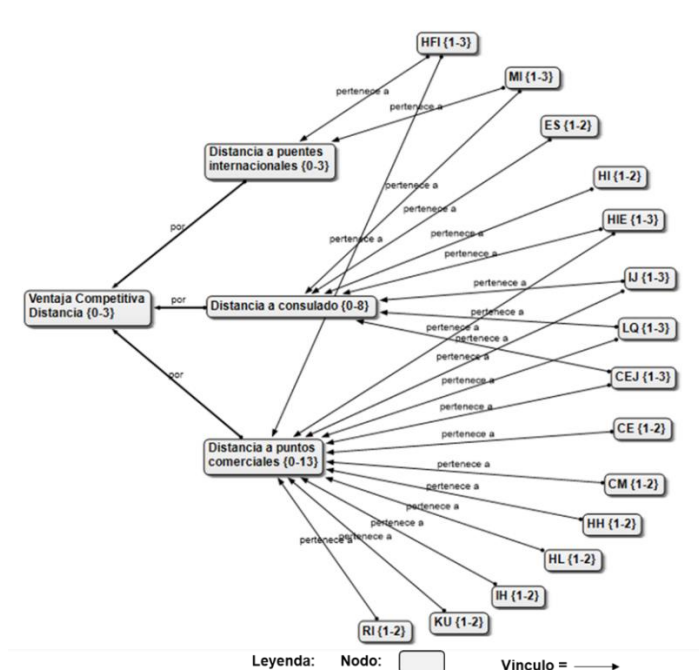 HFI {1-3}
pertenece a
MI {1-3}
pertenece a
ES {1-2}
Distancia a puentes
internacionales {0-3}
HI {1-2}
pertenece a
pertenece a
HIE {1-3}
por
pertenece a
pertenece a
pertenece a
IJ {1-3}
pertenece a
Ventaja Competitiva
Distancia {0-3}
por
Distancia a consulado {0-8}
pertenece a
LQ {1-3}
pertenece a
pertenece a
pertenece a
por
pertenece a
CEJ {1-3}
pertenece a
CE {1-2}
pertenece a
Distancia a puntos
comerciales {0-13}
pertenece a
CM {1-2}
pertenece a
pertenece a
HH {1-2}
pertenece a
pertenece a
HL {1-2}
IH {1-2}
KU {1-2}
RI {1-2}
Leyenda:
Nodo:
Vinculo =